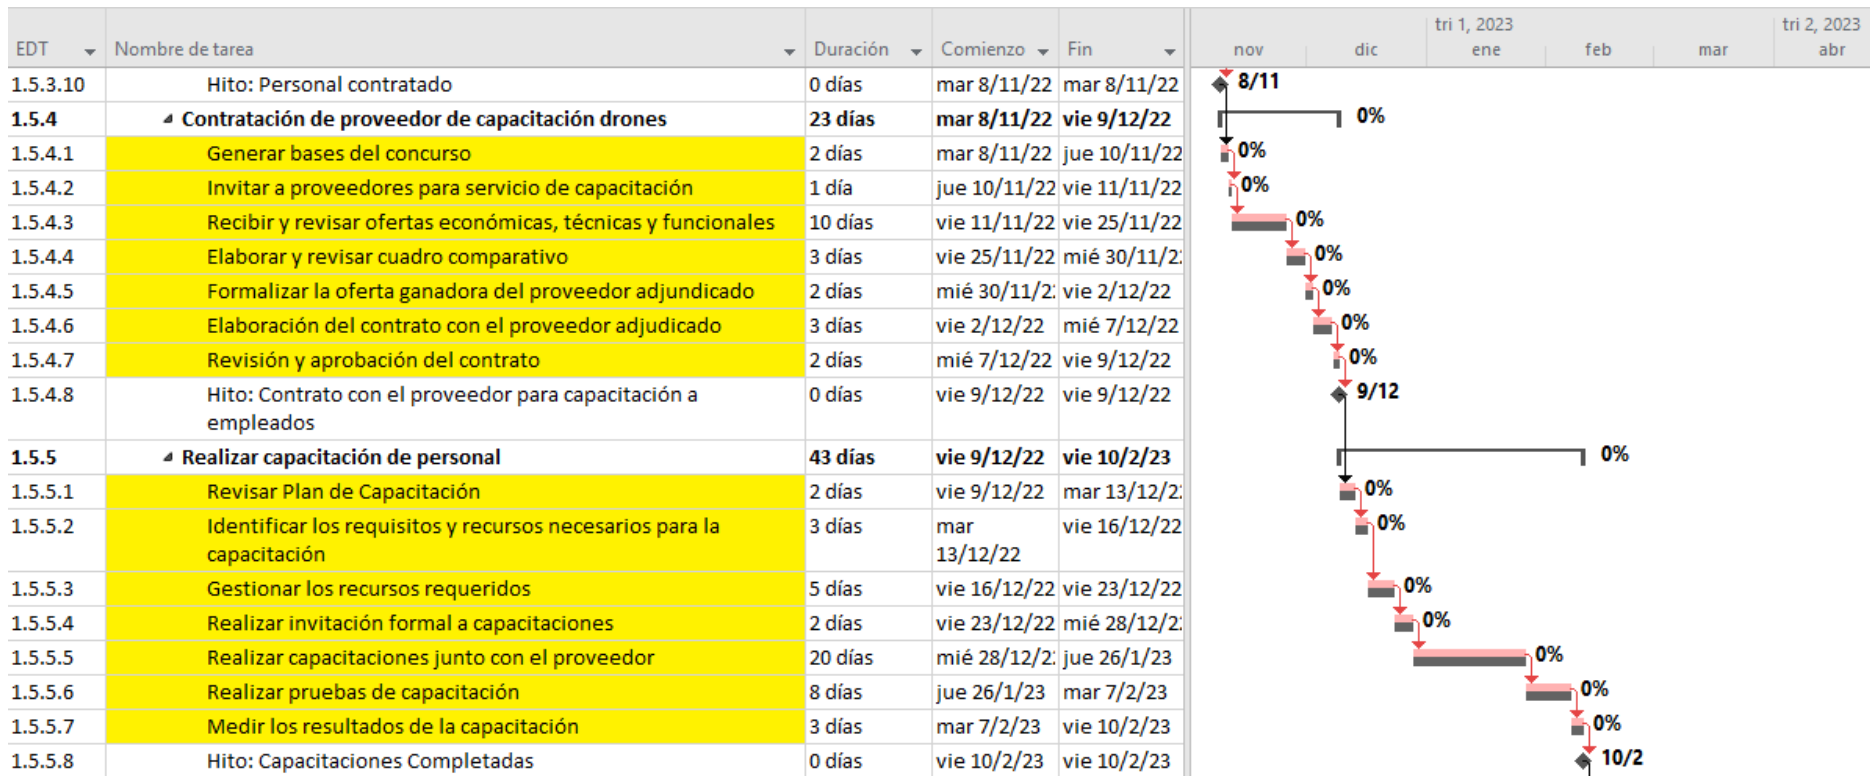 tri 1, 2023 tri 2, 2023
EDT Nombre de tarea Duración Comienzo Fin nov dic ene feb mar abr
1.5.3.10 Hito: Personal contratado 0 días mar 8/11/22 mar 8/11/22 8/11
1.5.4 Contratación de proveedor de capacitación drones 23 días mar 8/11/22 vie 9/12/22 0%
1.5.4.1 Generar bases del concurso 2 días mar 8/11/22 jue 10/11/22 0%
1.5.4.2 Invitar a proveedores para servicio de capacitación 1 día jue 10/11/22 vie 11/11/22 0%
1.5.4.3 Recibir y revisar ofertas económicas, técnicas y funcionales 10 días vie 11/11/22 vie 25/11/22 0%
1.5.4.4 Elaborar y revisar cuadro comparativo 3 días vie 25/11/22 mié 30/11/2 0%
1.5.4.5 Formalizar la oferta ganadora del proveedor adjundicado 2 días mié 30/11/2 vie 2/12/22 0%
1.5.4.6 Elaboración del contrato con el proveedor adjudicado 3 días vie 2/12/22 mié 7/12/22 0%
1.5.4.7 Revisión y aprobación del contrato 2 días mié 7/12/22 vie 9/12/22 0%
1.5.4.8 Hito: Contrato con el proveedor para capacitación a 0 días vie 9/12/22 vie 9/12/22 9/12
empleados
1.5.5 Realizar capacitación de personal 43 días vie 9/12/22 vie 10/2/23 0%
1.5.5.1 Revisar Plan de Capacitación 2 días vie 9/12/22 mar 13/12/2 0%
1.5.5.2 Identificar los requisitos y recursos necesarios para la 3 días mar vie 16/12/22 0%
capacitación 13/12/22
1.5.5.3 Gestionar los recursos requeridos 5 días vie 16/12/22 vie 23/12/22 0%
1.5.5.4 Realizar invitación formal a capacitaciones 2 días vie 23/12/22 mié 28/12/2 0%
1.5.5.5 Realizar capacitaciones junto con el proveedor 20 días mié 28/12/2 jue 26/1/23 0%
1.5.5.6 Realizar pruebas de capacitación 8 días jue 26/1/23 mar 7/2/23 0%
1.5.5.7 Medir los resultados de la capacitación 3 días mar 7/2/23 vie 10/2/23 0%
1.5.5.8 Hito: Capacitaciones Completadas 0 días vie 10/2/23 vie 10/2/23 10/2